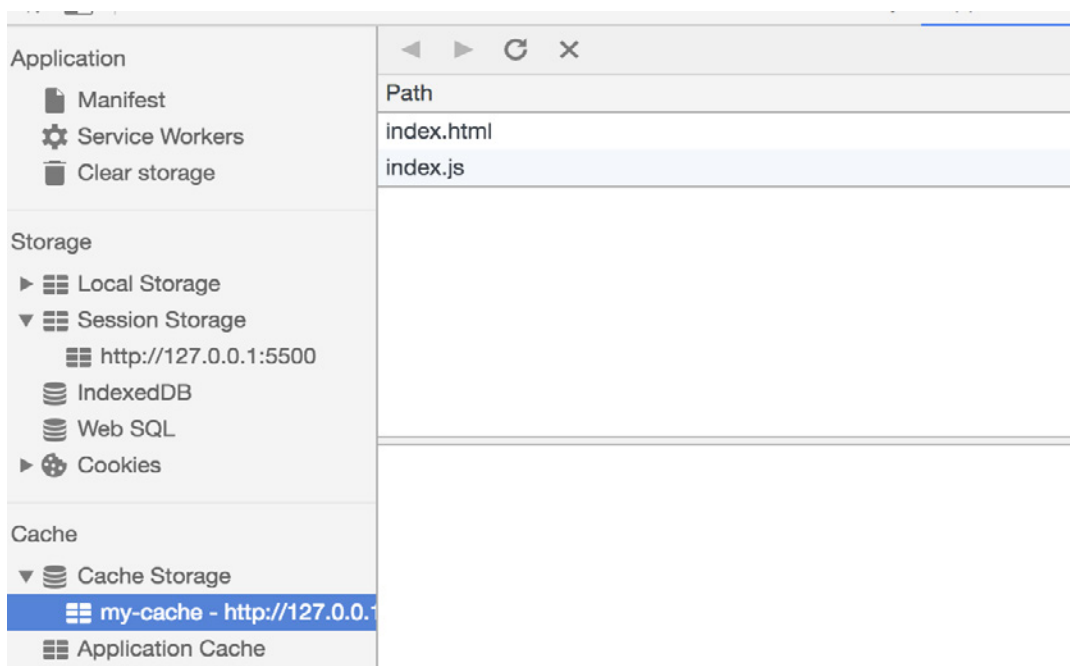 Application
Manifest
Service Workers
Clear storage
Storage
Local Storage
Session Storage
http://127.0.0.1:5500
IndexedDB
Web SQL
Cookies
Cache
Cache Storage
my-cache - http://127.0.0.1
Application Cache
Path
index.html
index.js